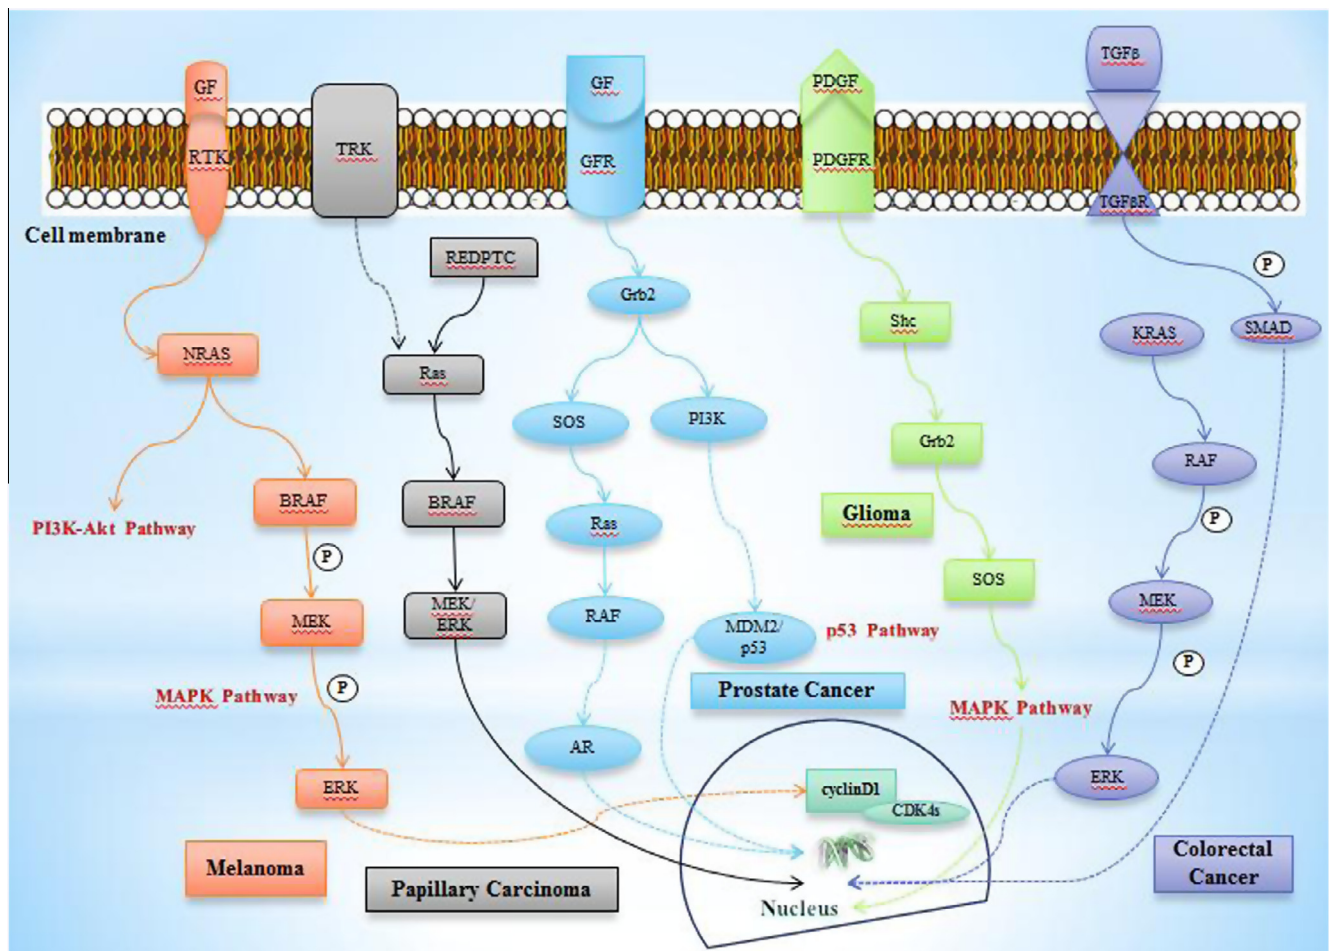 TGFβ
GF
GF
PDGF
TRK
RTK
GFR
PDGFR
TGFβR
Cell membrane
REDPTC
P
Grb2
Shc
KRAS
SMAD
NRAS
Ras
SOS
PI3K
Grb2
RAF
BRAF
BRAF
PI3K-Akt Pathway
Ras
Glioma
P
P
SOS
MEK
MEK/
ERK
MEK
RAF
MDM2/
p53
p53 Pathway
P
P
MAPK Pathway
Prostate Cancer
MAPK Pathway
AR
ERK
ERK
cyclinD1
CDK4s
Melanoma
Papillary Carcinoma
Nucleus
Colorectal
Cancer